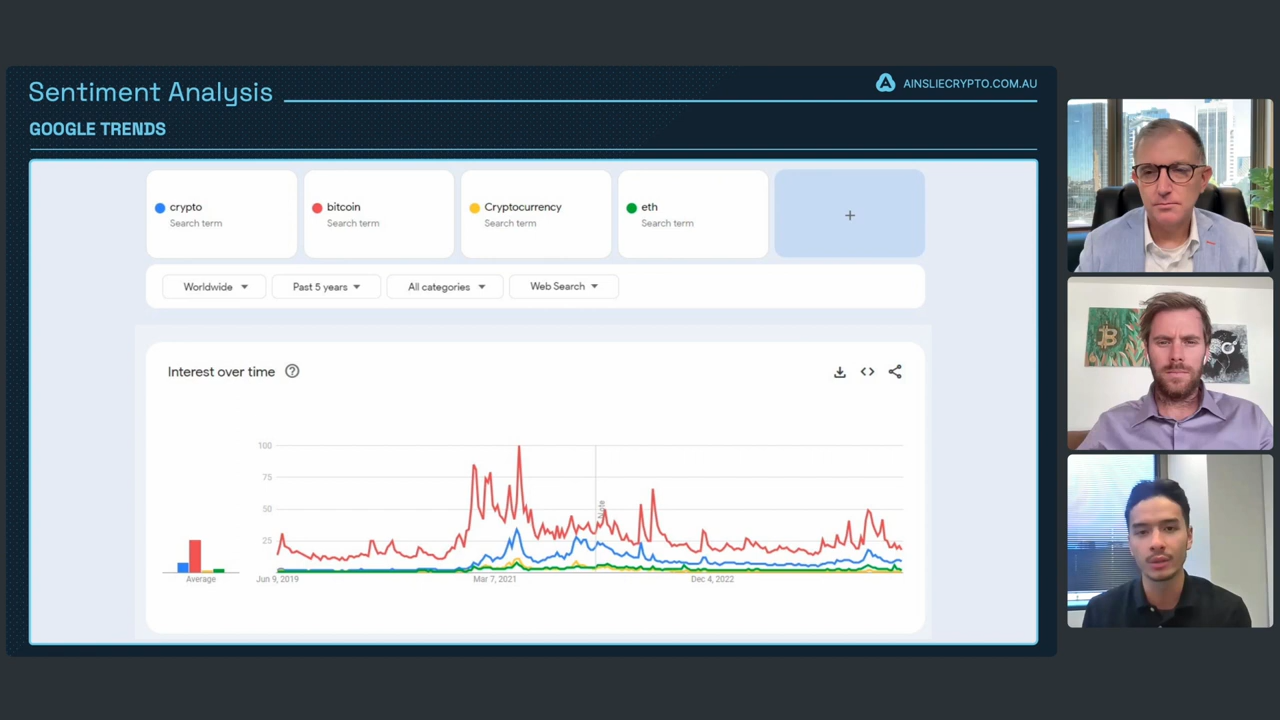 Sentiment Analysis
AINSLIECRYPTO.COM.AU
GOOGLE TRENDS
crypto
Search term
bitcoin
Search term
Cryptocurrency
Search term
eth
Search term
+
Worldwide
Past 5 years
All categories
Web Search
Interest over time
?
100
75
50
25
Note
Average
Jun 9, 2019
Mar 7, 2021
Dec 4, 2022